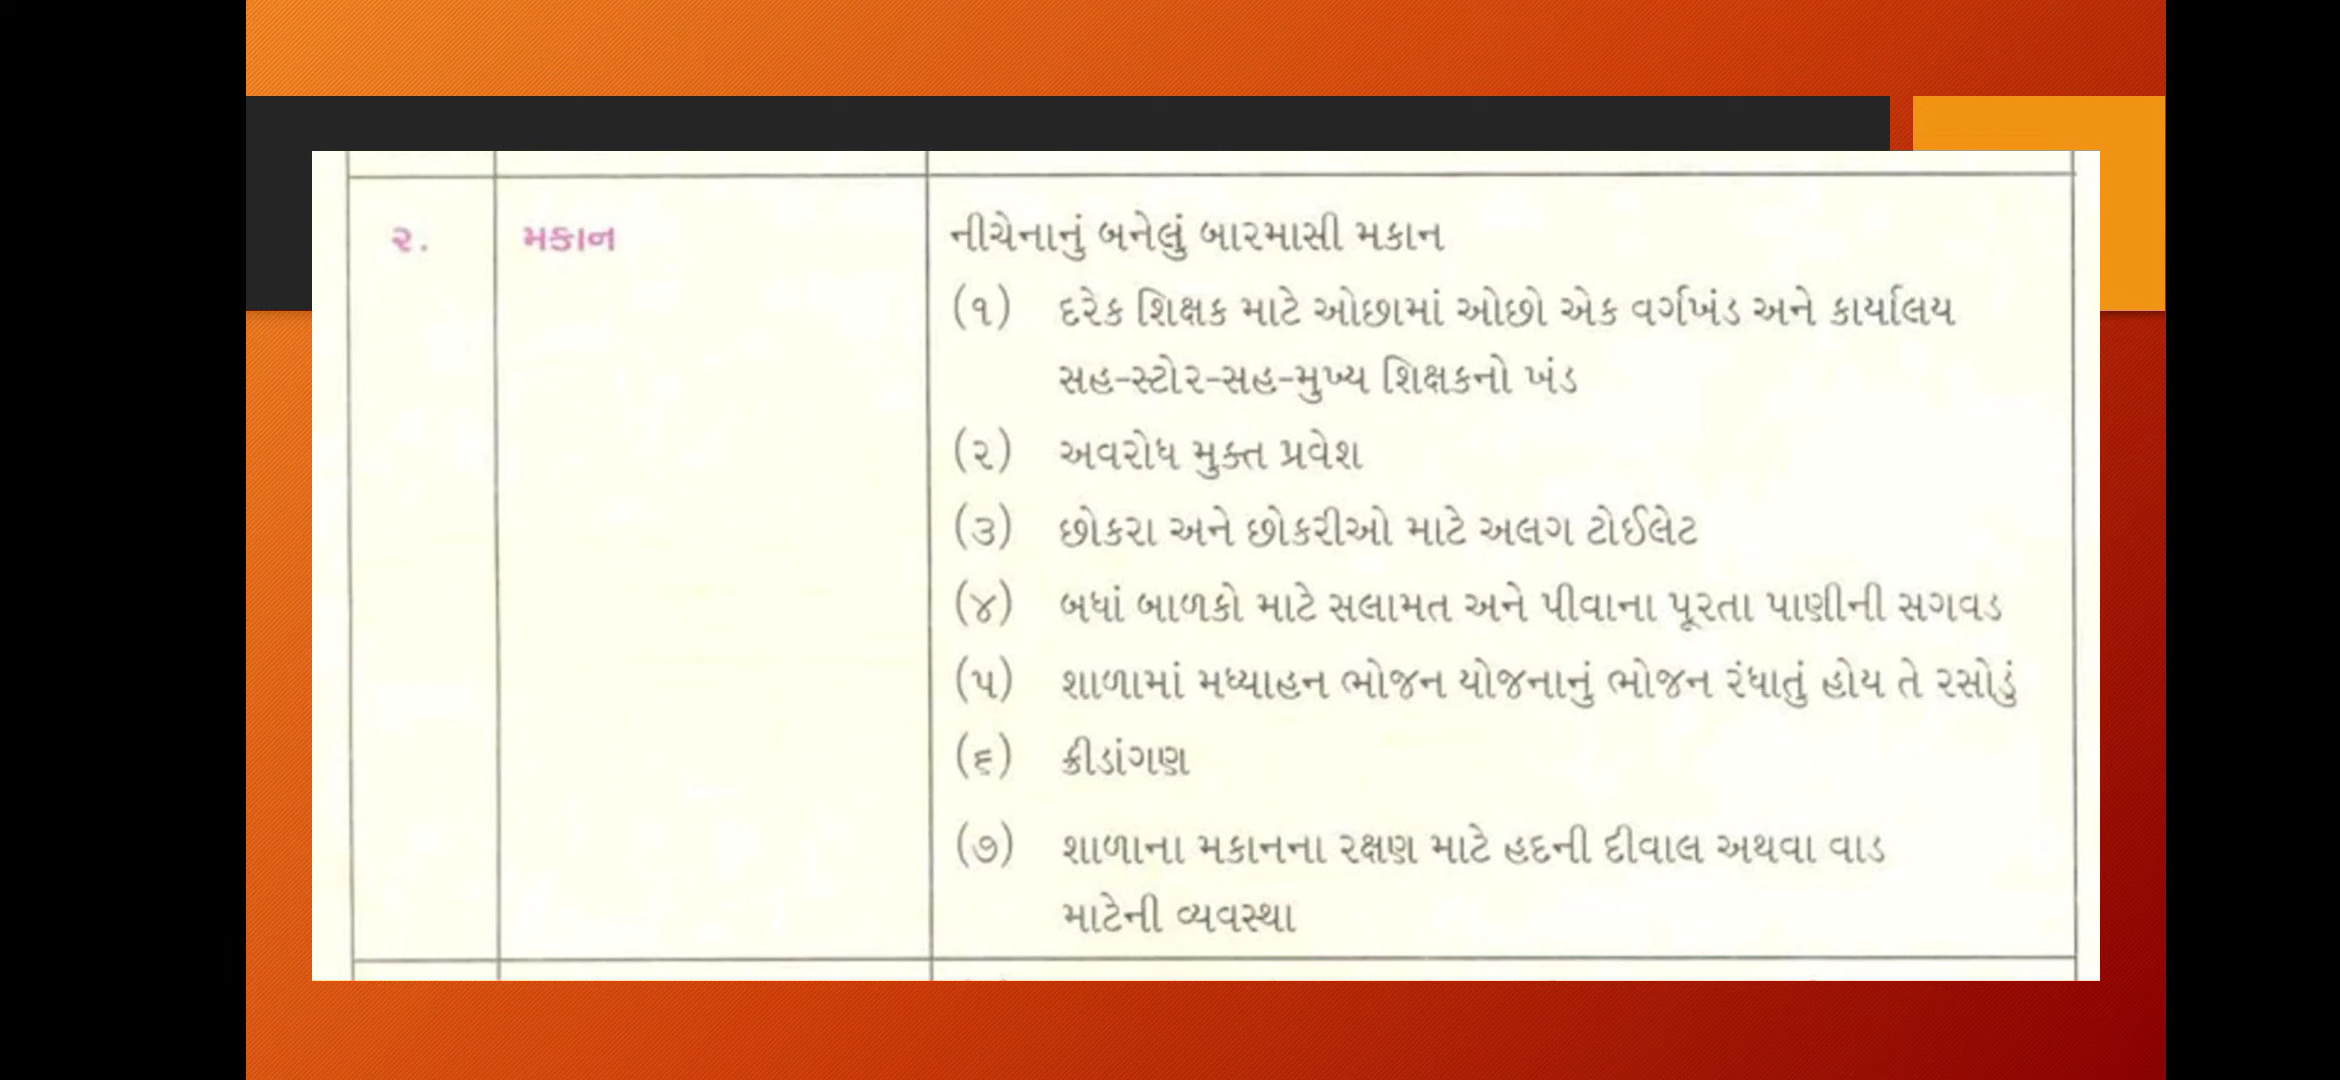 ૨. મકાન નીચેનાનું બનેલું બારમાસી મકાન
(૧) દરેક શિક્ષક માટે ઓછામાં ઓછો એક વર્ગખંડ અને કાર્યાલય
સહ-સ્ટોર-સહ-મુખ્ય શિક્ષકનો ખંડ
(૨) અવરોધ મુક્ત પ્રવેશ
(૩) છોકરા અને છોકરીઓ માટે અલગ ટોઈલેટ
(૪) બધાં બાળકો માટે સલામત અને પીવાના પૂરતા પાણીની સગવડ
(૫) શાળામાં મધ્યાહન ભોજન યોજનાનું ભોજન રંધાતું હોય તે રસોડું
(૬) ક્રીડાંગણ
(૭) શાળાના મકાનના રક્ષણ માટે હદની દીવાલ અથવા વાડ
માટેની વ્યવસ્થા